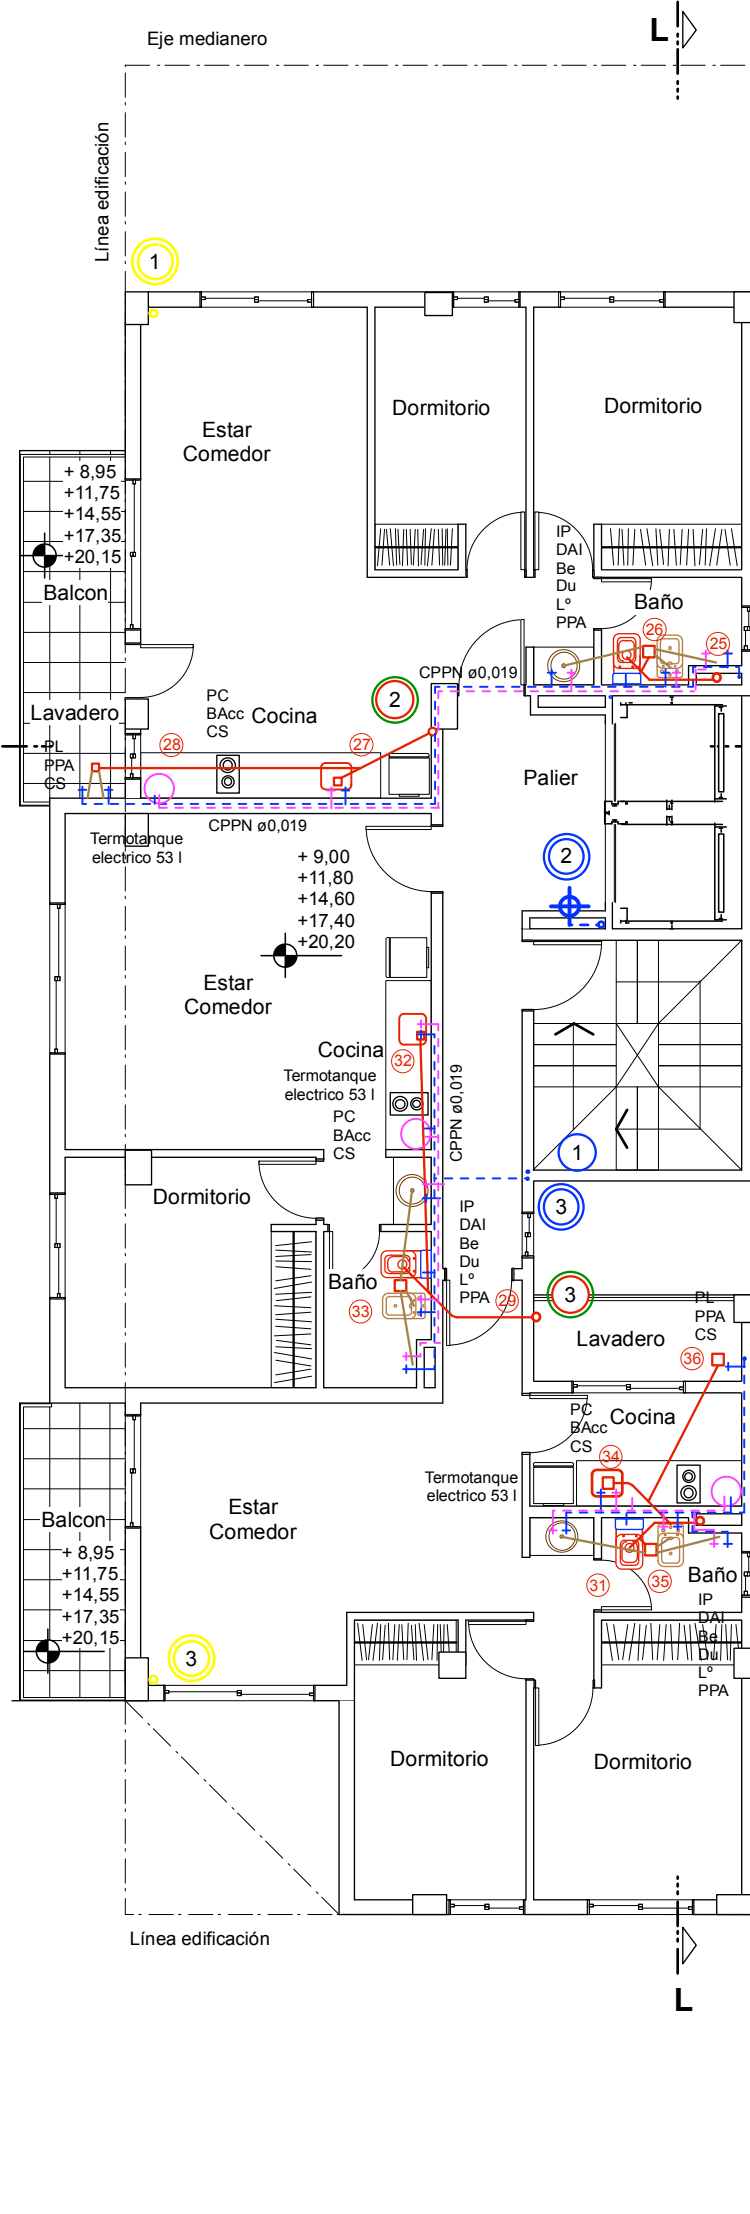 L
Eje medianero
Línea edificación
1
Dormitorio
Dormitorio
Estar
Comedor
+ 8,95
+11,75
+14,55
+17,35
+20,15
Balcon
IP
DAI
Be
Du
Lº
PPA
Baño
26
25
CPPN ø0,019
2
PC
BAcc
CS
Cocina
Lavadero
PL
PPA
CS
28
27
Palier
CPPN ø0,019
Termotanque
electrico 53 l
2
+ 9,00
+11,80
+14,60
+17,40
+20,20
Estar
Comedor
Cocina
32
Termotanque
electrico 53 l
PC
BAcc
CS
CPPN ø0,019
1
Dormitorio
3
IP
DAI
Be
Du
Lº
PPA
Baño
33
29
3
PL
PPA
CS
Lavadero
36
PC
BAcc
CS
Cocina
34
Termotanque
electrico 53 l
Estar
Comedor
Balcon
+ 8,95
+11,75
+14,55
+17,35
+20,15
31
35
Baño
IP
DAI
Be
Du
Lº
PPA
3
Dormitorio
Dormitorio
Línea edificación
L